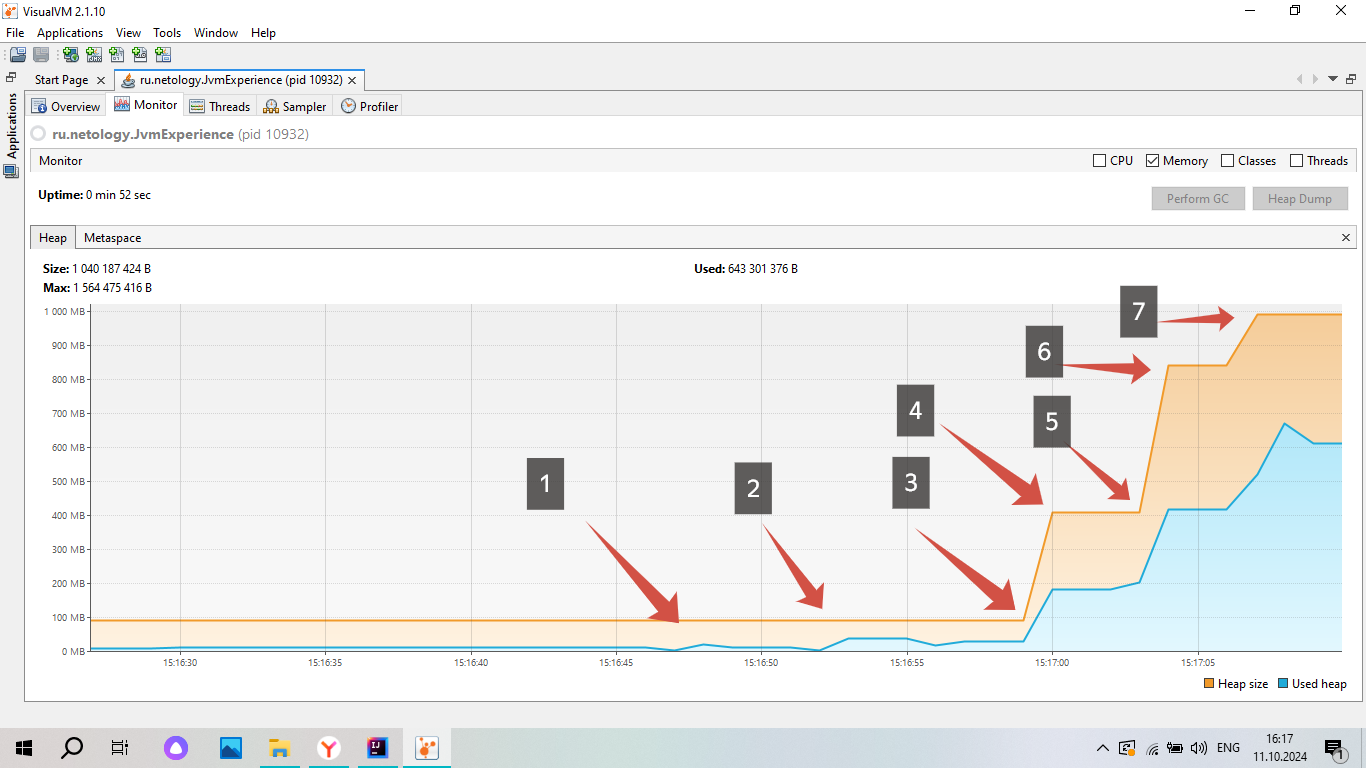 VisualVM 2.1.10
File Applications View Tools Window Help
Start Page ru.netology.JvmExperience (pid 10932)
Applications
Overview Monitor Threads Sampler Profiler
ru.netology.JvmExperience (pid 10932)
Monitor CPU Memory Classes Threads
Uptime: 0 min 52 sec Perform GC Heap Dump
Heap Metaspace
Size: 1 040 187 424 B Used: 643 301 376 B
Max: 1 564 475 416 B
1 000 MB
900 MB
800 MB
700 MB
600 MB
500 MB
400 MB
300 MB
200 MB
100 MB
0 MB
1
2
3
4
5
6
7
15:16:30 15:16:35 15:16:40 15:16:45 15:16:50 15:16:55 15:17:00 15:17:05
Heap size Used heap
IJ
ENG 16:17
11.10.2024
1